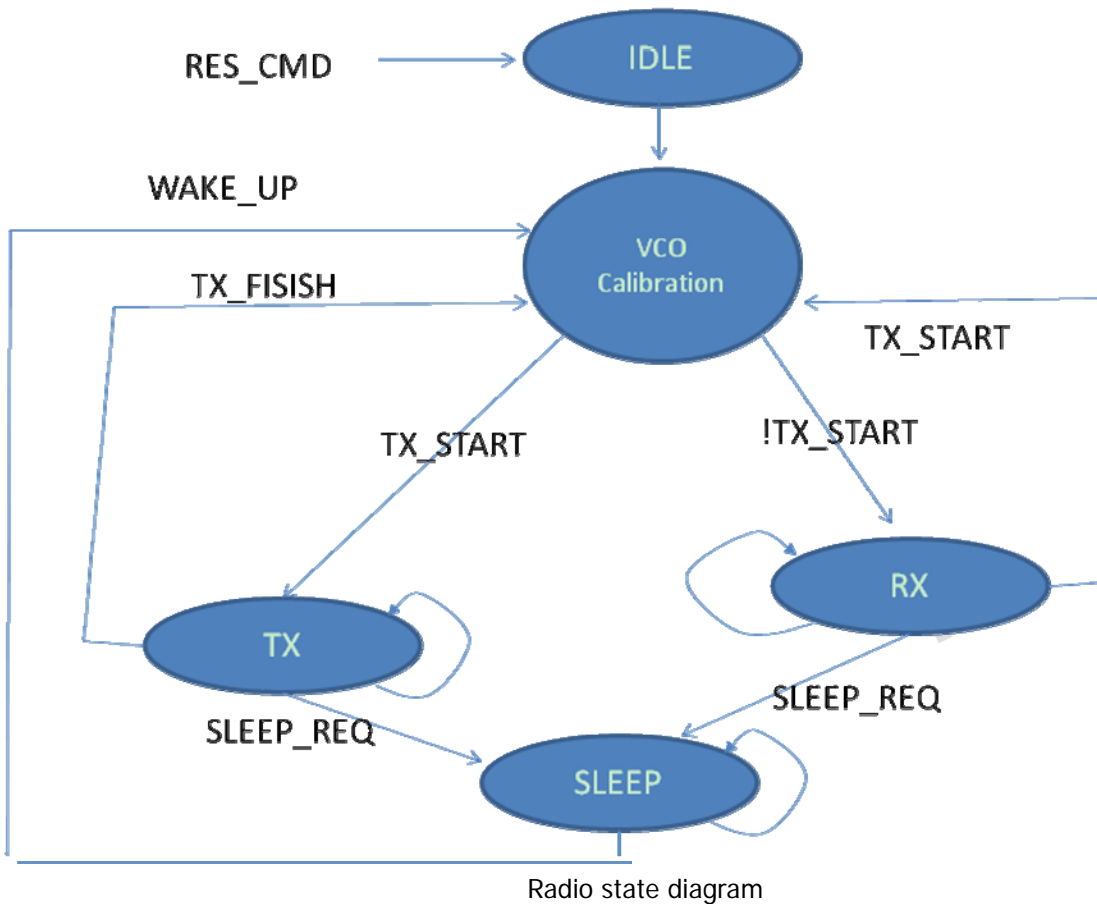 IDLE
RES_CMD
WAKE_UP
VCO
Calibration
TX_FISISH
TX_START
TX_START
!TX_START
RX
TX
SLEEP_REQ
SLEEP_REQ
SLEEP
Radio state diagram